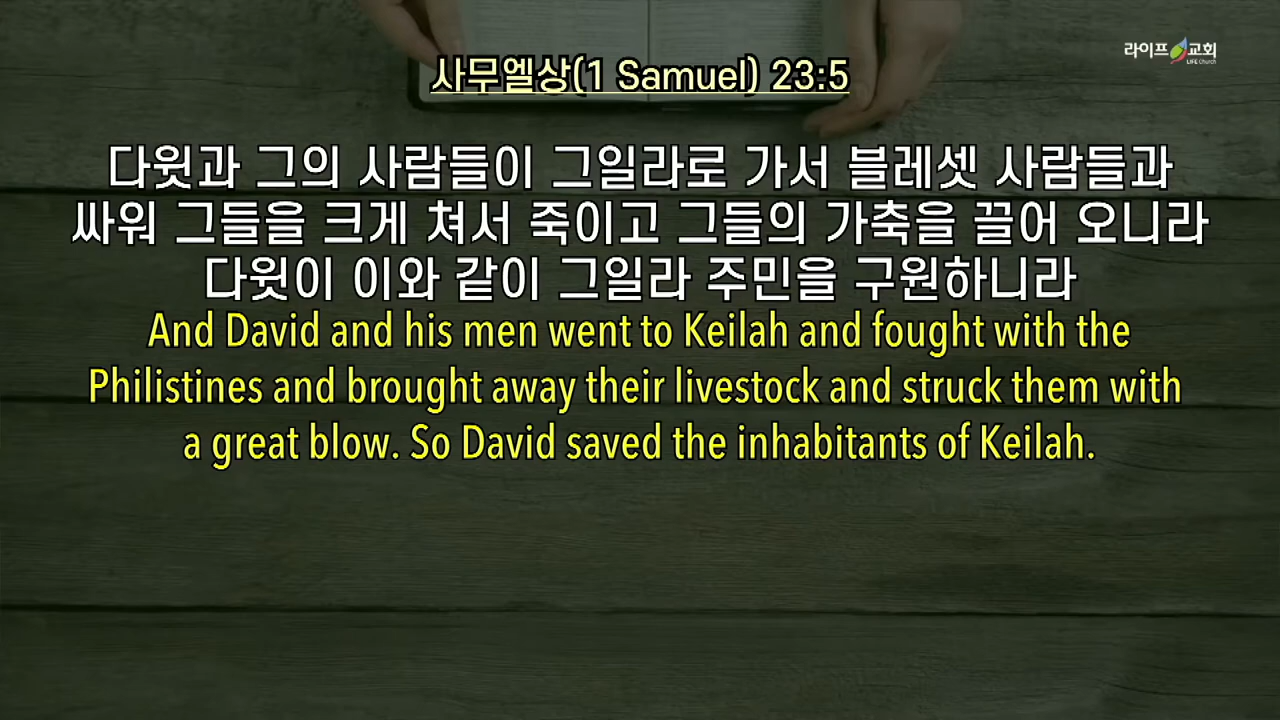 라이프 교회
LIFE Church
사무엘상(1 Samuel) 23:5
다윗과 그의 사람들이 그일라로 가서 블레셋 사람들과
싸워 그들을 크게 쳐서 죽이고 그들의 가축을 끌어 오니라
다윗이 이와 같이 그일라 주민을 구원하니라
And David and his men went to Keilah and fought with the
Philistines and brought away their livestock and struck them with
a great blow. So David saved the inhabitants of Keilah.